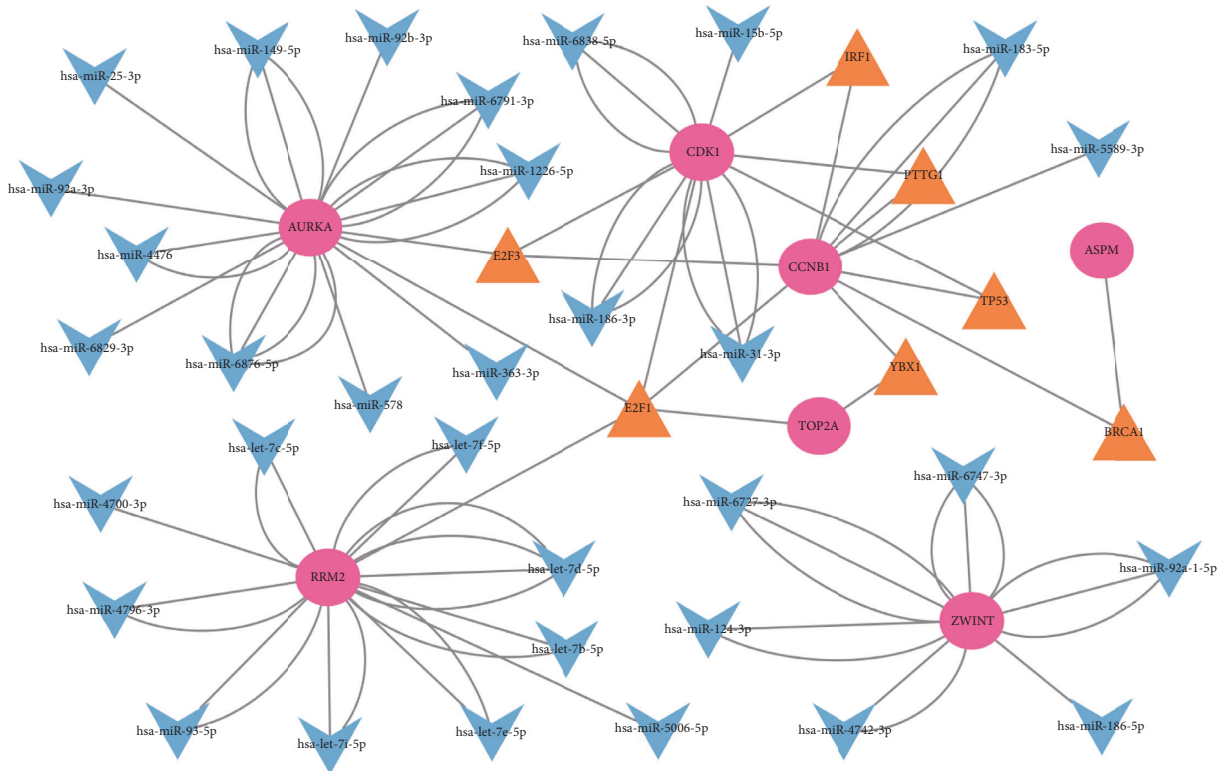 hsa-miR-92b-3p
hsa-miR-15b-5p
hsa-miR-6838-5p
hsa-miR-149-5p
hsa-miR-183-5p
IRF1
hsa-miR-25-3p
hsa-miR-6791-3p
hsa-miR-5589-3p
CDK1
hsa-miR-1226-5p
PTTG1
hsa-miR-92a-3p
AURKA
ASPM
hsa-miR-4476
E2F3
CCNB1
TP53
hsa-miR-186-3p
hsa-miR-6829-3p
hsa-miR-31-3p
hsa-miR-6876-5p
YBX1
hsa-miR-363-3p
hsa-miR-578
E2F1
TOP2A
BRCA1
hsa-let-7f-5p
hsa-let-7c-5p
hsa-miR-6747-3p
hsa-miR-4700-3p
hsa-miR-6727-3p
hsa-let-7d-5p
hsa-miR-92a-1-5p
RRM2
hsa-miR-4796-3p
ZWINT
hsa-miR-124-3p
hsa-let-7b-5p
hsa-miR-5006-5p
hsa-miR-186-5p
hsa-miR-93-5p
hsa-let-7e-5p
hsa-miR-4742-3p
hsa-let-7i-5p